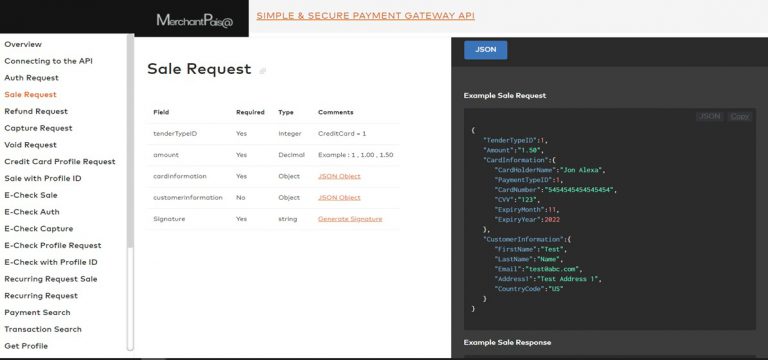 MerchantPais@
SIMPLE & SECURE PAYMENT GATEWAY API
Overview
Connecting to the API
Auth Request
Sale Request
Refund Request
Capture Request
Void Request
Credit Card Profile Request
Sale with Profile ID
E-Check Sale
E-Check Auth
E-Check Capture
E-Check Profile Request
E-Check with Profile ID
Recurring Request Sale
Recurring Request
Payment Search
Transaction Search
Get Profile
Sale Request
Field Required Type Comments
tenderTypeID Yes Integer CreditCard = 1
amount Yes Decimal Example : 1 , 1.00 , 1.50
cardInformation Yes Object JSON Object
customerInformation No Object JSON Object
Signature Yes string Generate Signature
JSON
Example Sale Request
JSON Copy
{
"TenderTypeID":1,
"Amount":"1.50",
"CardInformation":{
"CardHolderName":"Jon Alexa",
"PaymentTypeID":1,
"CardNumber":"5454545454545454",
"CVV":"123",
"ExpiryMonth":11,
"ExpiryYear":2022
},
"CustomerInformation":{
"FirstName":"Test",
"LastName":"Name",
"Email":"test@abc.com",
"Address1":"Test Address 1",
"CountryCode":"US"
}
}
Example Sale Response